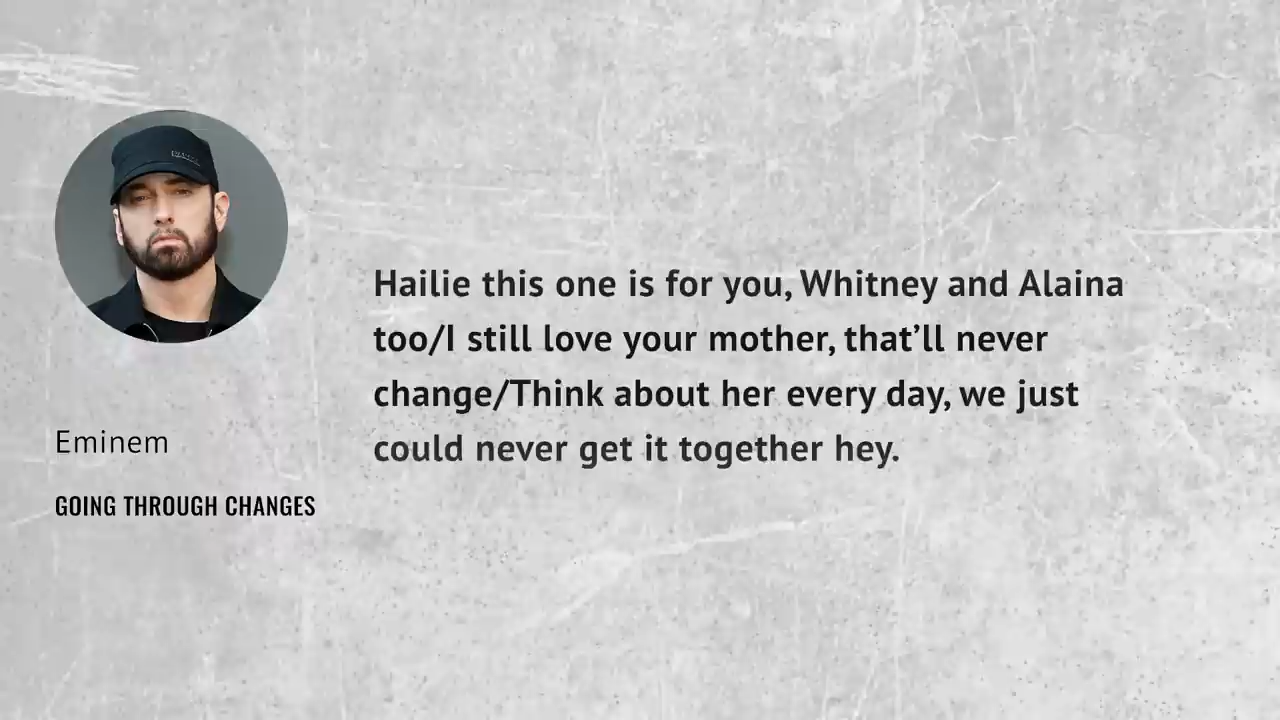 Eminem
GOING THROUGH CHANGES
Hailie this one is for you, Whitney and Alaina
too/I still love your mother, that’ll never
change/Think about her every day, we just
could never get it together hey.